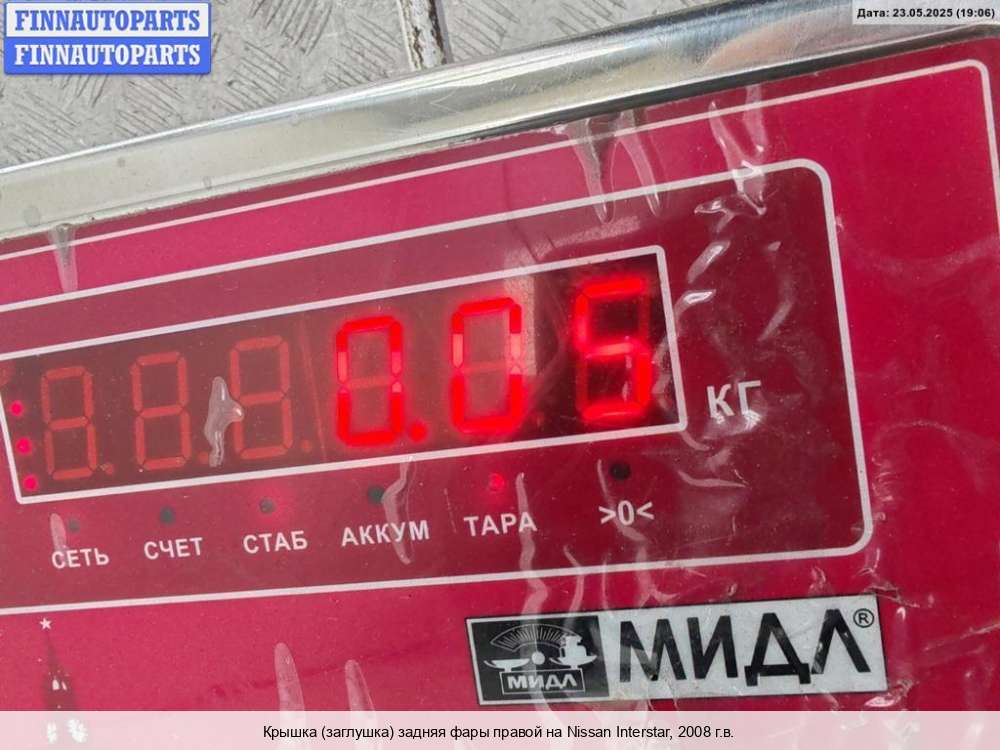 FINNAUTOPARTS
FINNAUTOPARTS
Дата: 23.05.2025 (19:06)
0.05
КГ
СЕТЬ СЧЕТ СТАБ АККУМ ТАРА >0<
МИДЛ МИДЛ®
Крышка (заглушка) задняя фары правой на Nissan Interstar, 2008 г.в.